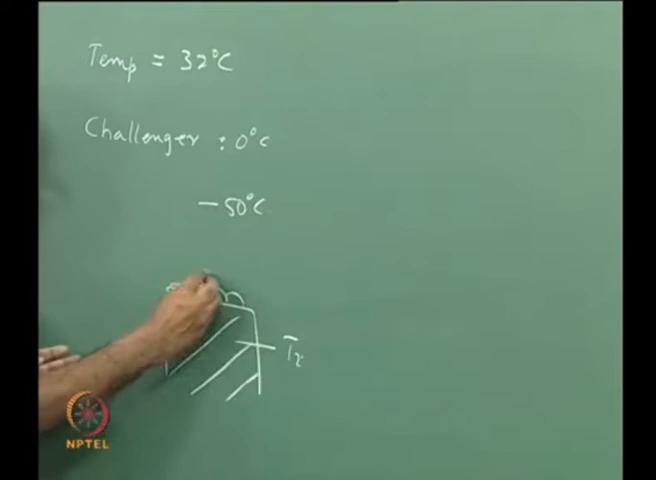 Temp = 32°C
Challenger : 0°C
- 50°C
T₂
NPTEL